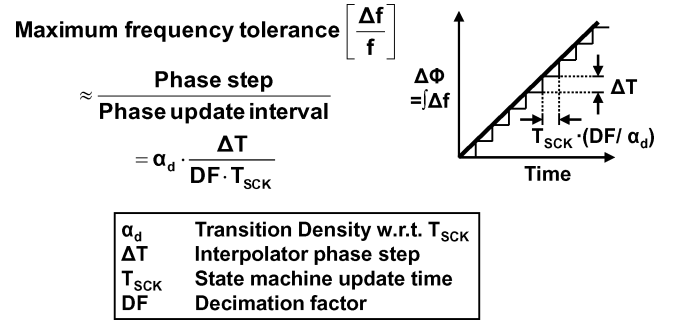 Maximum frequency tolerance [Δf/f]
≈ Phase step / Phase update interval
= α_d · ΔT / DF·T_SCK
ΔΦ
=∫Δf
ΔT
T_SCK·(DF/ α_d)
Time
α_d Transition Density w.r.t. T_SCK
ΔT Interpolator phase step
T_SCK State machine update time
DF Decimation factor